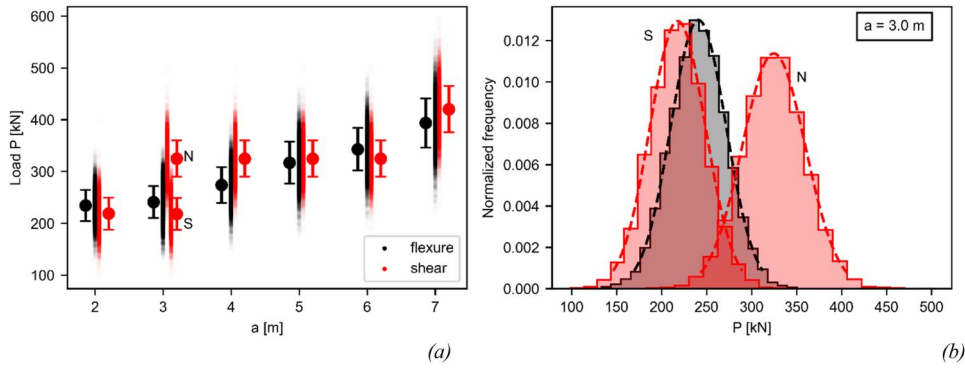 600
500
400
300
200
100
Load P [kN]
N
S
flexure
shear
2 3 4 5 6 7
a [m]
(a)
0.012
0.010
0.008
0.006
0.004
0.002
0.000
Normalized frequency
S
N
a = 3.0 m
100 150 200 250 300 350 400 450 500
P [kN]
(b)